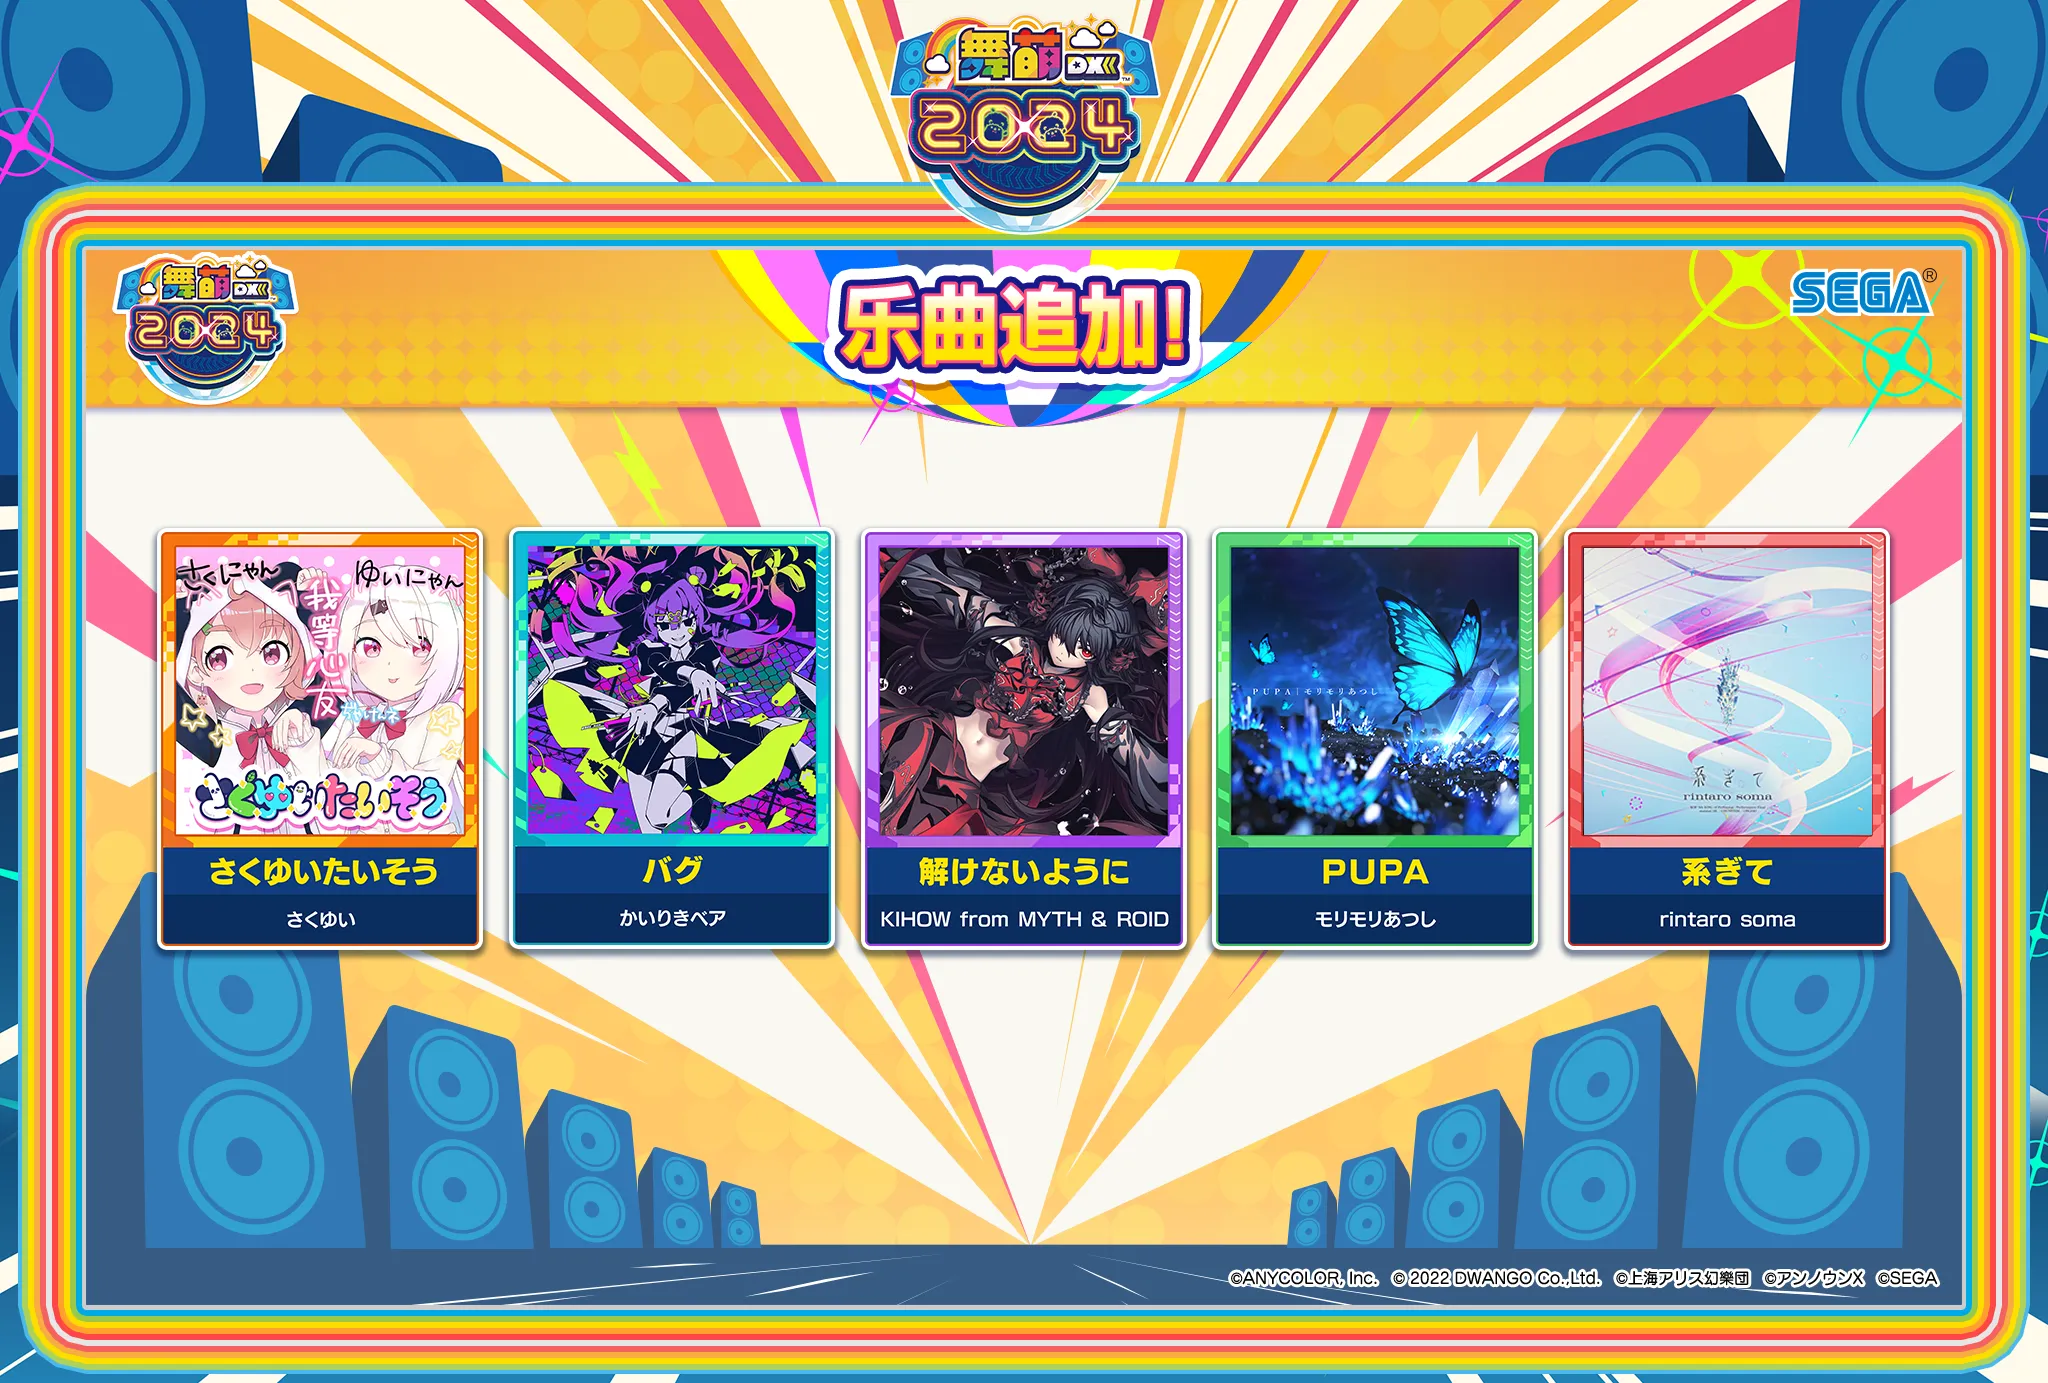 舞萌DX
2024
舞萌DX
2024
乐曲追加!
SEGA®
さくにゃん
ゆいにゃん
我等心友
さくゆいたいそう
さくゆいたいそう
さくゆい
バグ
かいりきベア
解けないように
KIHOW from MYTH & ROID
PUPA | モリモリあつし
PUPA
モリモリあつし
系ぎて
rintaro soma
系ぎて
rintaro soma
©ANYCOLOR, Inc. © 2022 DWANGO Co.,Ltd. ©上海アリス幻樂団 ©アンノウンX ©SEGA